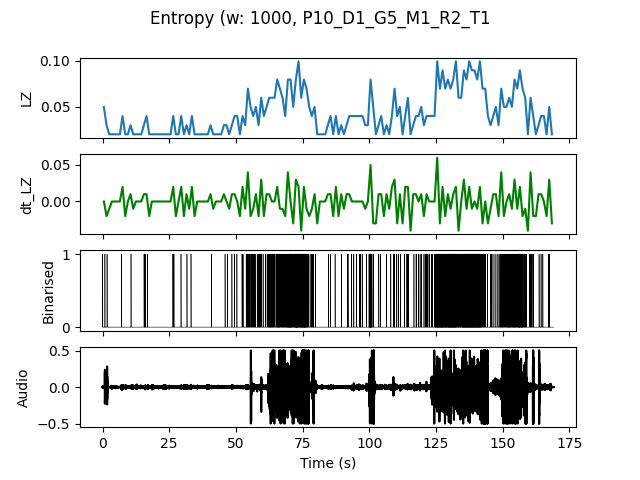 Entropy (w: 1000, P10_D1_G5_M1_R2_T1
LZ
0.10
0.05
dt_LZ
0.05
0.00
Binarised
1
0
Audio
0.5
0.0
−0.5
0 25 50 75 100 125 150 175
Time (s)